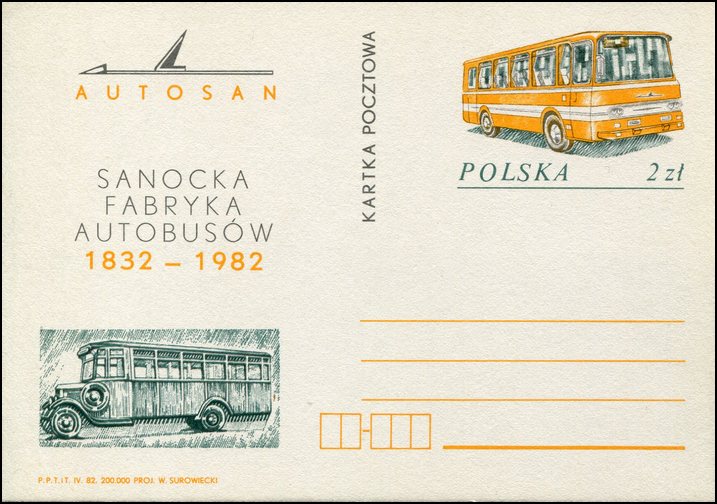 AUTOSAN
SANOCKA
FABRYKA
AUTOBUSÓW
1832 – 1982
P.P.T.I T. IV. 82. 200.000 PROJ. W. SUROWIECKI
KARTKA POCZTOWA
POLSKA 2 zł